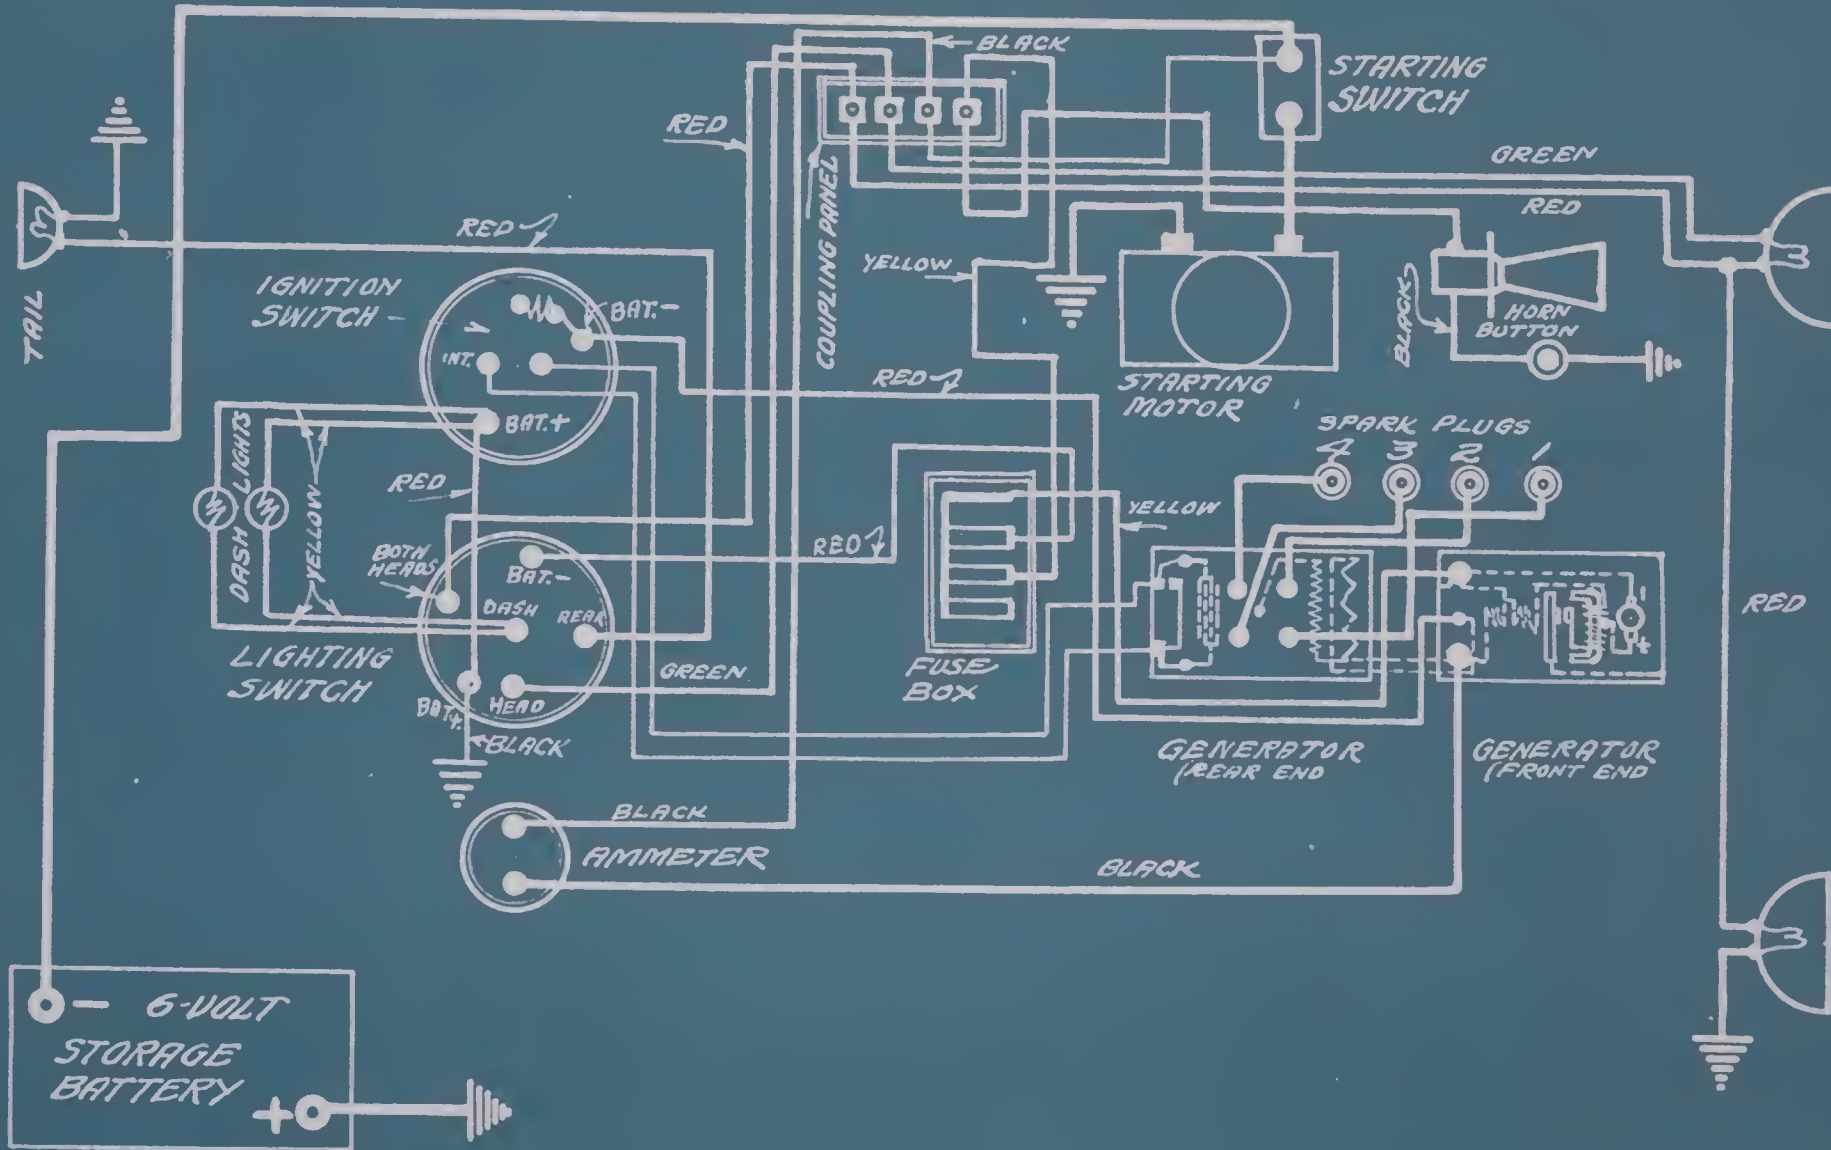 BLACK
STARTING
SWITCH
RED
GREEN
RED
COUPLING PANEL
RED
YELLOW
IGNITION
SWITCH
BAT.-
INT.
BAT.+
TAIL
BLACK
HORN
BUTTON
STARTING
MOTOR
RED
SPARK PLUGS
4 3 2 1
DASH LIGHTS
YELLOW
RED
YELLOW
BOTH
HEADS
BAT.-
RED
DASH
REAR
RED
LIGHTING
SWITCH
GREEN
FUSE
BOX
BAT+.
HEAD
BLACK
- +
GENERATOR
(REAR END
GENERATOR
(FRONT END
BLACK
AMMETER
BLACK
- 6-VOLT
STORAGE
BATTERY
+